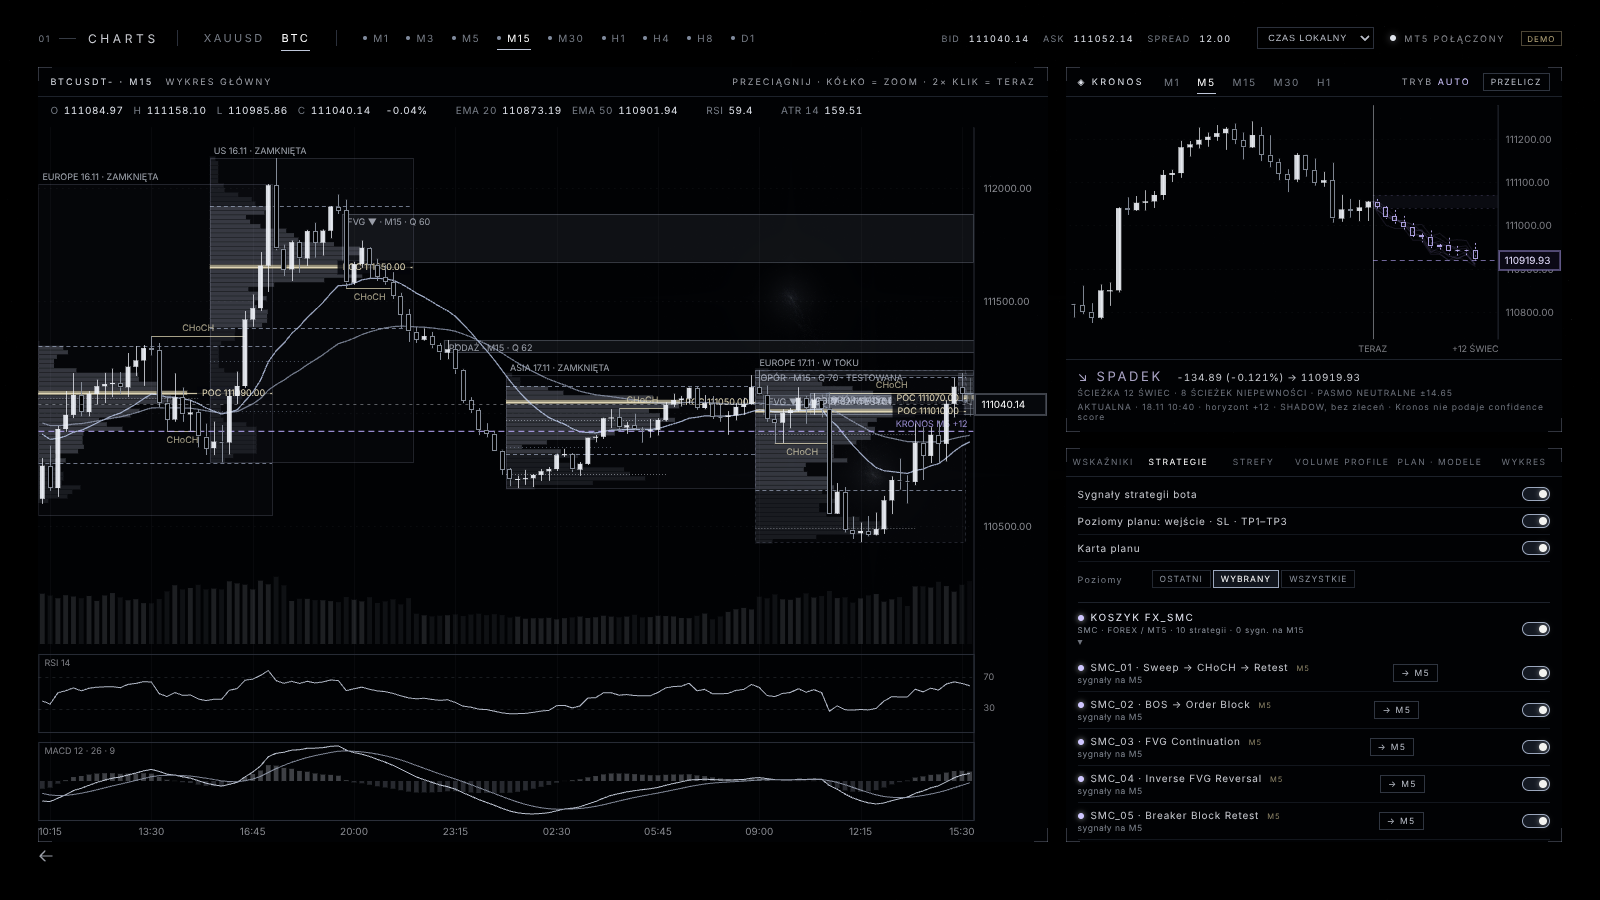 01 — CHARTS XAUUSD BTC • M1 • M3 • M5 • M15 • M30 • H1 • H4 • H8 • D1 BID 111040.14 ASK 111052.14 SPREAD 12.00 CZAS LOKALNY MT5 POŁĄCZONY DEMO
BTCUSDT- · M15 WYKRES GŁÓWNY PRZECIĄGNIJ · KÓŁKO = ZOOM · 2× KLIK = TERAZ
O 111084.97 H 111158.10 L 110985.86 C 111040.14 -0.04% EMA 20 110873.19 EMA 50 110901.94 RSI 59.4 ATR 14 159.51
US 16.11 · ZAMKNIĘTA
EUROPE 16.11 · ZAMKNIĘTA
112000.00
FVG ▼ · M15 · Q 60
CHoCH
111500.00
CHoCH
PODAŻ · M15 · Q 62
ASIA 17.11 · ZAMKNIĘTA
EUROPE 17.11 · W TOKU
OPÓR · M15 · Q 70 · TESTOWANA
CHoCH
CHoCH
POC 111070.00
111040.14
POC 111010.00
KRONOS M5 +12
CHoCH
CHoCH
110500.00
RSI 14
70
30
MACD 12 · 26 · 9
10:15 13:30 16:45 20:00 23:15 02:30 05:45 09:00 12:15 15:30
←
◈ KRONOS M1 M5 M15 M30 H1 TRYB AUTO PRZELICZ
111200.00
111100.00
111000.00
110919.93
110800.00
TERAZ +12 ŚWIEC
↘ SPADEK -134.89 (-0.121%) → 110919.93
ŚCIEŻKA 12 ŚWIEC · 8 ŚCIEŻEK NIEPEWNOŚCI · PASMO NEUTRALNE ±14.65
AKTUALNA · 18.11 10:40 · horyzont +12 · SHADOW, bez zleceń · Kronos nie podaje confidence
score
WSKAŹNIKI STRATEGIE STREFY VOLUME PROFILE PLAN · MODELE WYKRES
Sygnały strategii bota
Poziomy planu: wejście · SL · TP1–TP3
Karta planu
Poziomy OSTATNI WYBRANY WSZYSTKIE
KOSZYK FX_SMC
SMC · FOREX / MT5 · 10 strategii · 0 sygn. na M15
▼
SMC_01 · Sweep → CHoCH → Retest M5 → M5
sygnały na M5
SMC_02 · BOS → Order Block M5 → M5
sygnały na M5
SMC_03 · FVG Continuation M5 → M5
sygnały na M5
SMC_04 · Inverse FVG Reversal M5 → M5
sygnały na M5
SMC_05 · Breaker Block Retest M5 → M5
sygnały na M5